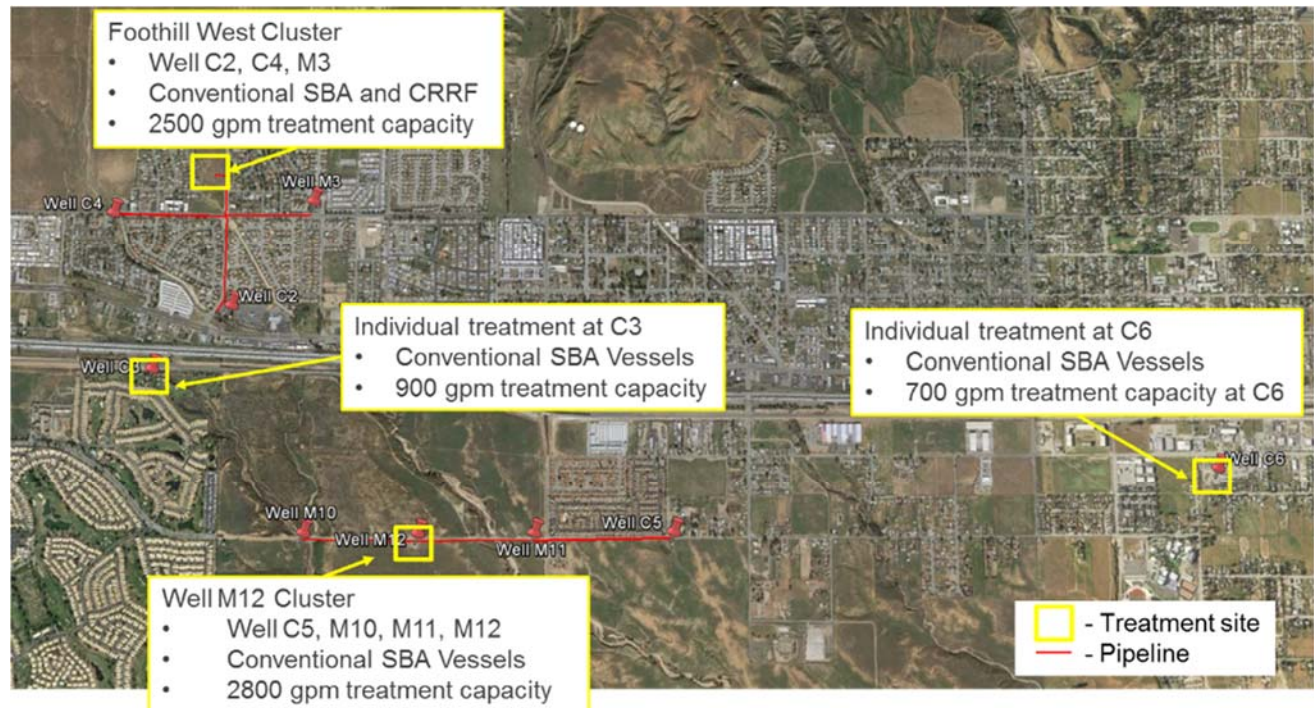 Foothill West Cluster
• Well C2, C4, M3
• Conventional SBA and CRRF
• 2500 gpm treatment capacity
Well M3
Well C4
Well C2
Individual treatment at C3
• Conventional SBA Vessels
• 900 gpm treatment capacity
Individual treatment at C6
• Conventional SBA Vessels
• 700 gpm treatment capacity at C6
Well C3
Well C6
Well M10
Well M12
Well M11
Well C5
Well M12 Cluster
• Well C5, M10, M11, M12
• Conventional SBA Vessels
• 2800 gpm treatment capacity
- Treatment site
- Pipeline